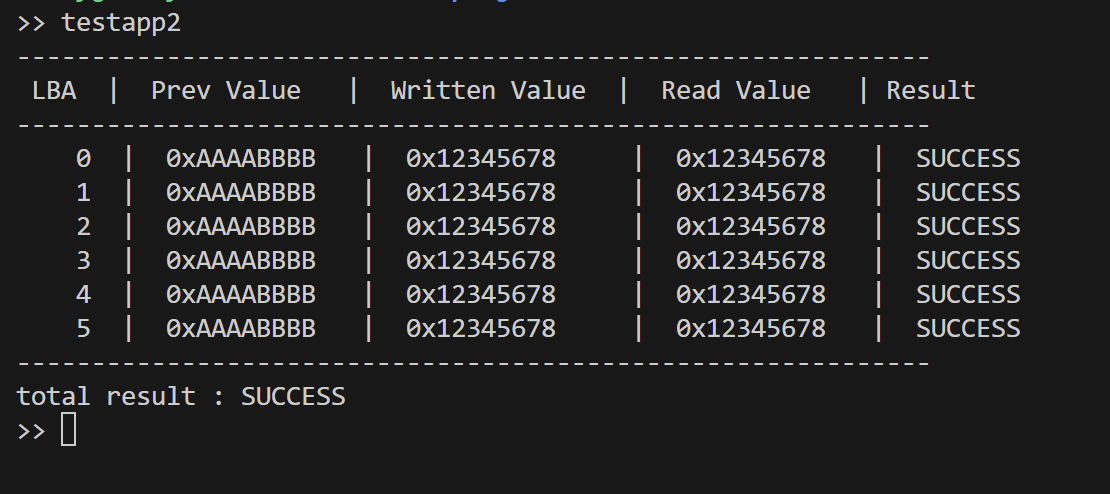 >> testapp2
-------------------------------------------------------------
 LBA  |  Prev Value   |  Written Value  |  Read Value   | Result
-------------------------------------------------------------
    0  |  0xAAAABBBB   |  0x12345678     |  0x12345678   |  SUCCESS
    1  |  0xAAAABBBB   |  0x12345678     |  0x12345678   |  SUCCESS
    2  |  0xAAAABBBB   |  0x12345678     |  0x12345678   |  SUCCESS
    3  |  0xAAAABBBB   |  0x12345678     |  0x12345678   |  SUCCESS
    4  |  0xAAAABBBB   |  0x12345678     |  0x12345678   |  SUCCESS
    5  |  0xAAAABBBB   |  0x12345678     |  0x12345678   |  SUCCESS
-------------------------------------------------------------
total result : SUCCESS
>>